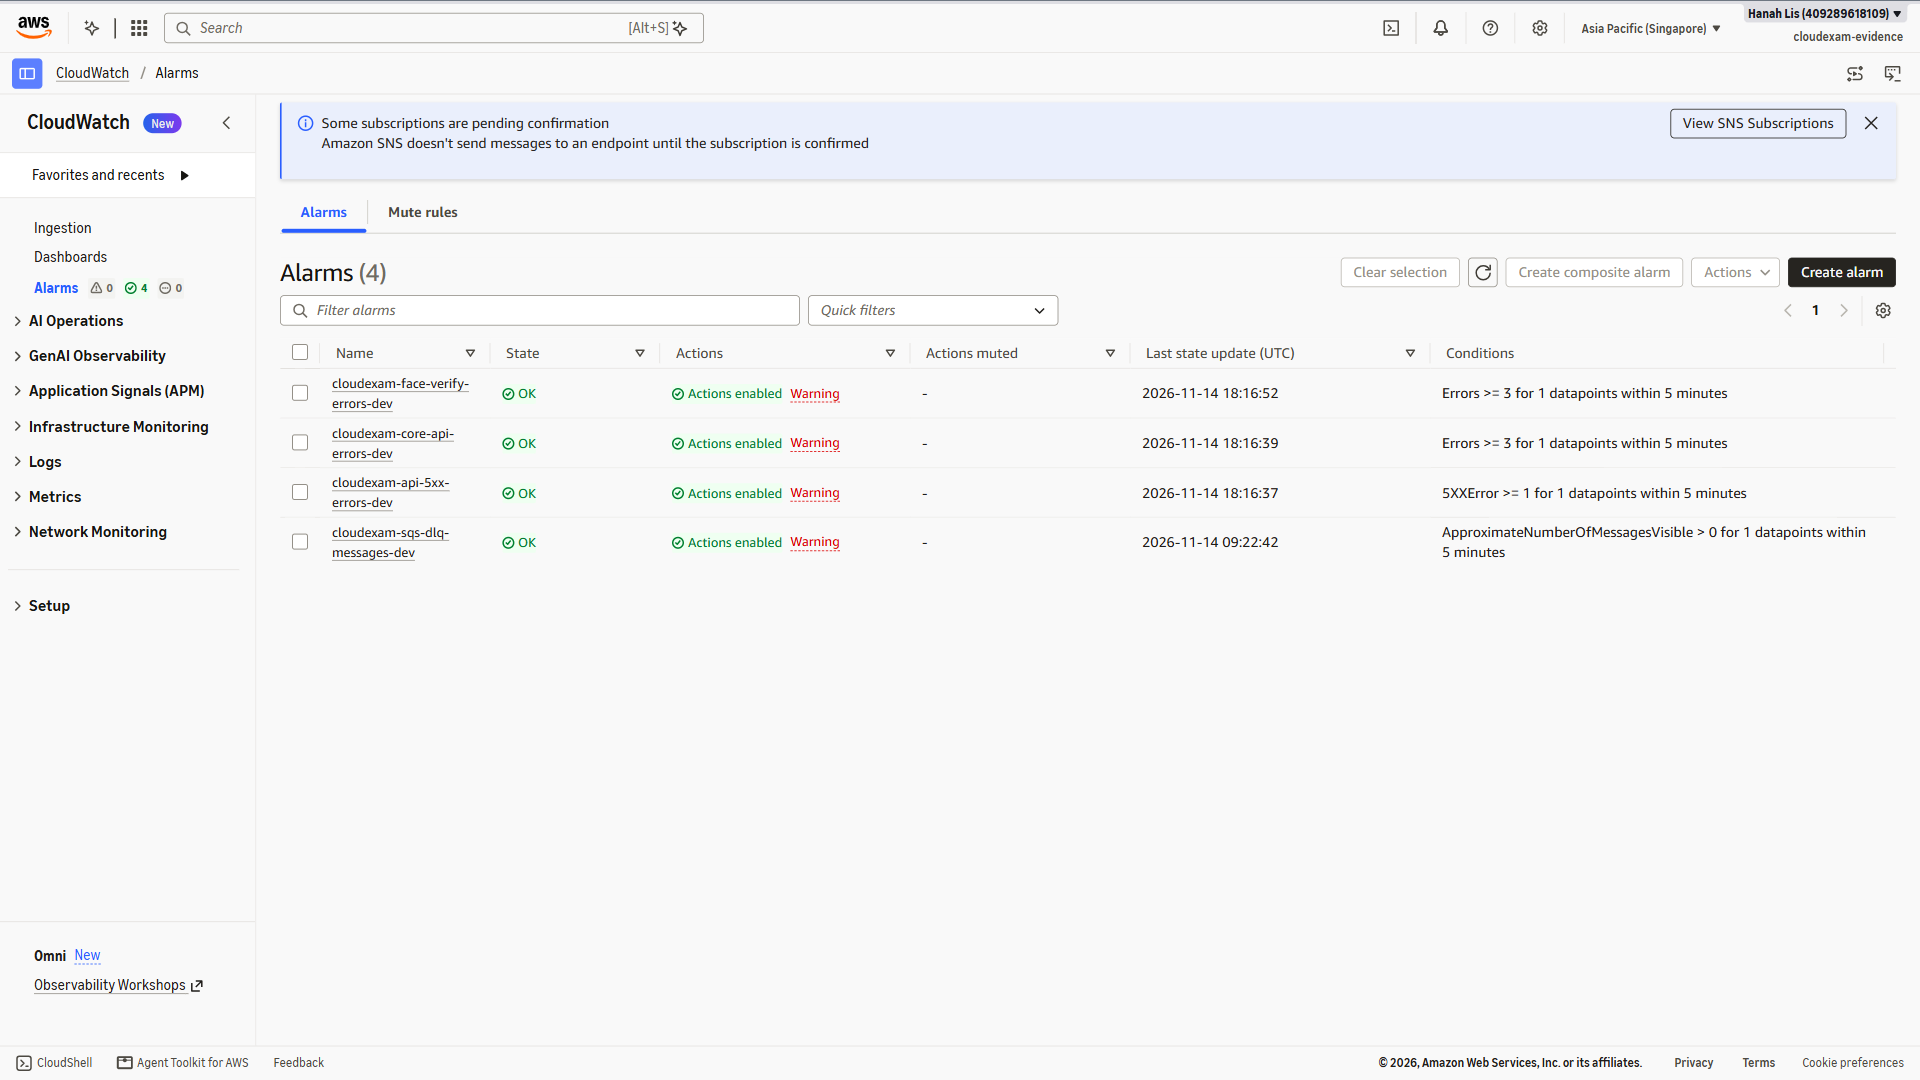 aws
Search [Alt+S]
Asia Pacific (Singapore)
Hanah Lis (409289618109)
cloudexam-evidence
CloudWatch / Alarms
CloudWatch New
Favorites and recents
Ingestion
Dashboards
Alarms 0 4 0
AI Operations
GenAI Observability
Application Signals (APM)
Infrastructure Monitoring
Logs
Metrics
Network Monitoring
Setup
Omni New
Observability Workshops
Some subscriptions are pending confirmation
Amazon SNS doesn't send messages to an endpoint until the subscription is confirmed
View SNS Subscriptions
Alarms Mute rules
Alarms (4)
Clear selection Create composite alarm Actions Create alarm
Filter alarms Quick filters 1
Name State Actions Actions muted Last state update (UTC) Conditions
cloudexam-face-verify-
errors-dev
OK Actions enabled Warning - 2026-11-14 18:16:52 Errors >= 3 for 1 datapoints within 5 minutes
cloudexam-core-api-
errors-dev
OK Actions enabled Warning - 2026-11-14 18:16:39 Errors >= 3 for 1 datapoints within 5 minutes
cloudexam-api-5xx-
errors-dev
OK Actions enabled Warning - 2026-11-14 18:16:37 5XXError >= 1 for 1 datapoints within 5 minutes
cloudexam-sqs-dlq-
messages-dev
OK Actions enabled Warning - 2026-11-14 09:22:42 ApproximateNumberOfMessagesVisible > 0 for 1 datapoints within
5 minutes
CloudShell Agent Toolkit for AWS Feedback
© 2026, Amazon Web Services, Inc. or its affiliates. Privacy Terms Cookie preferences